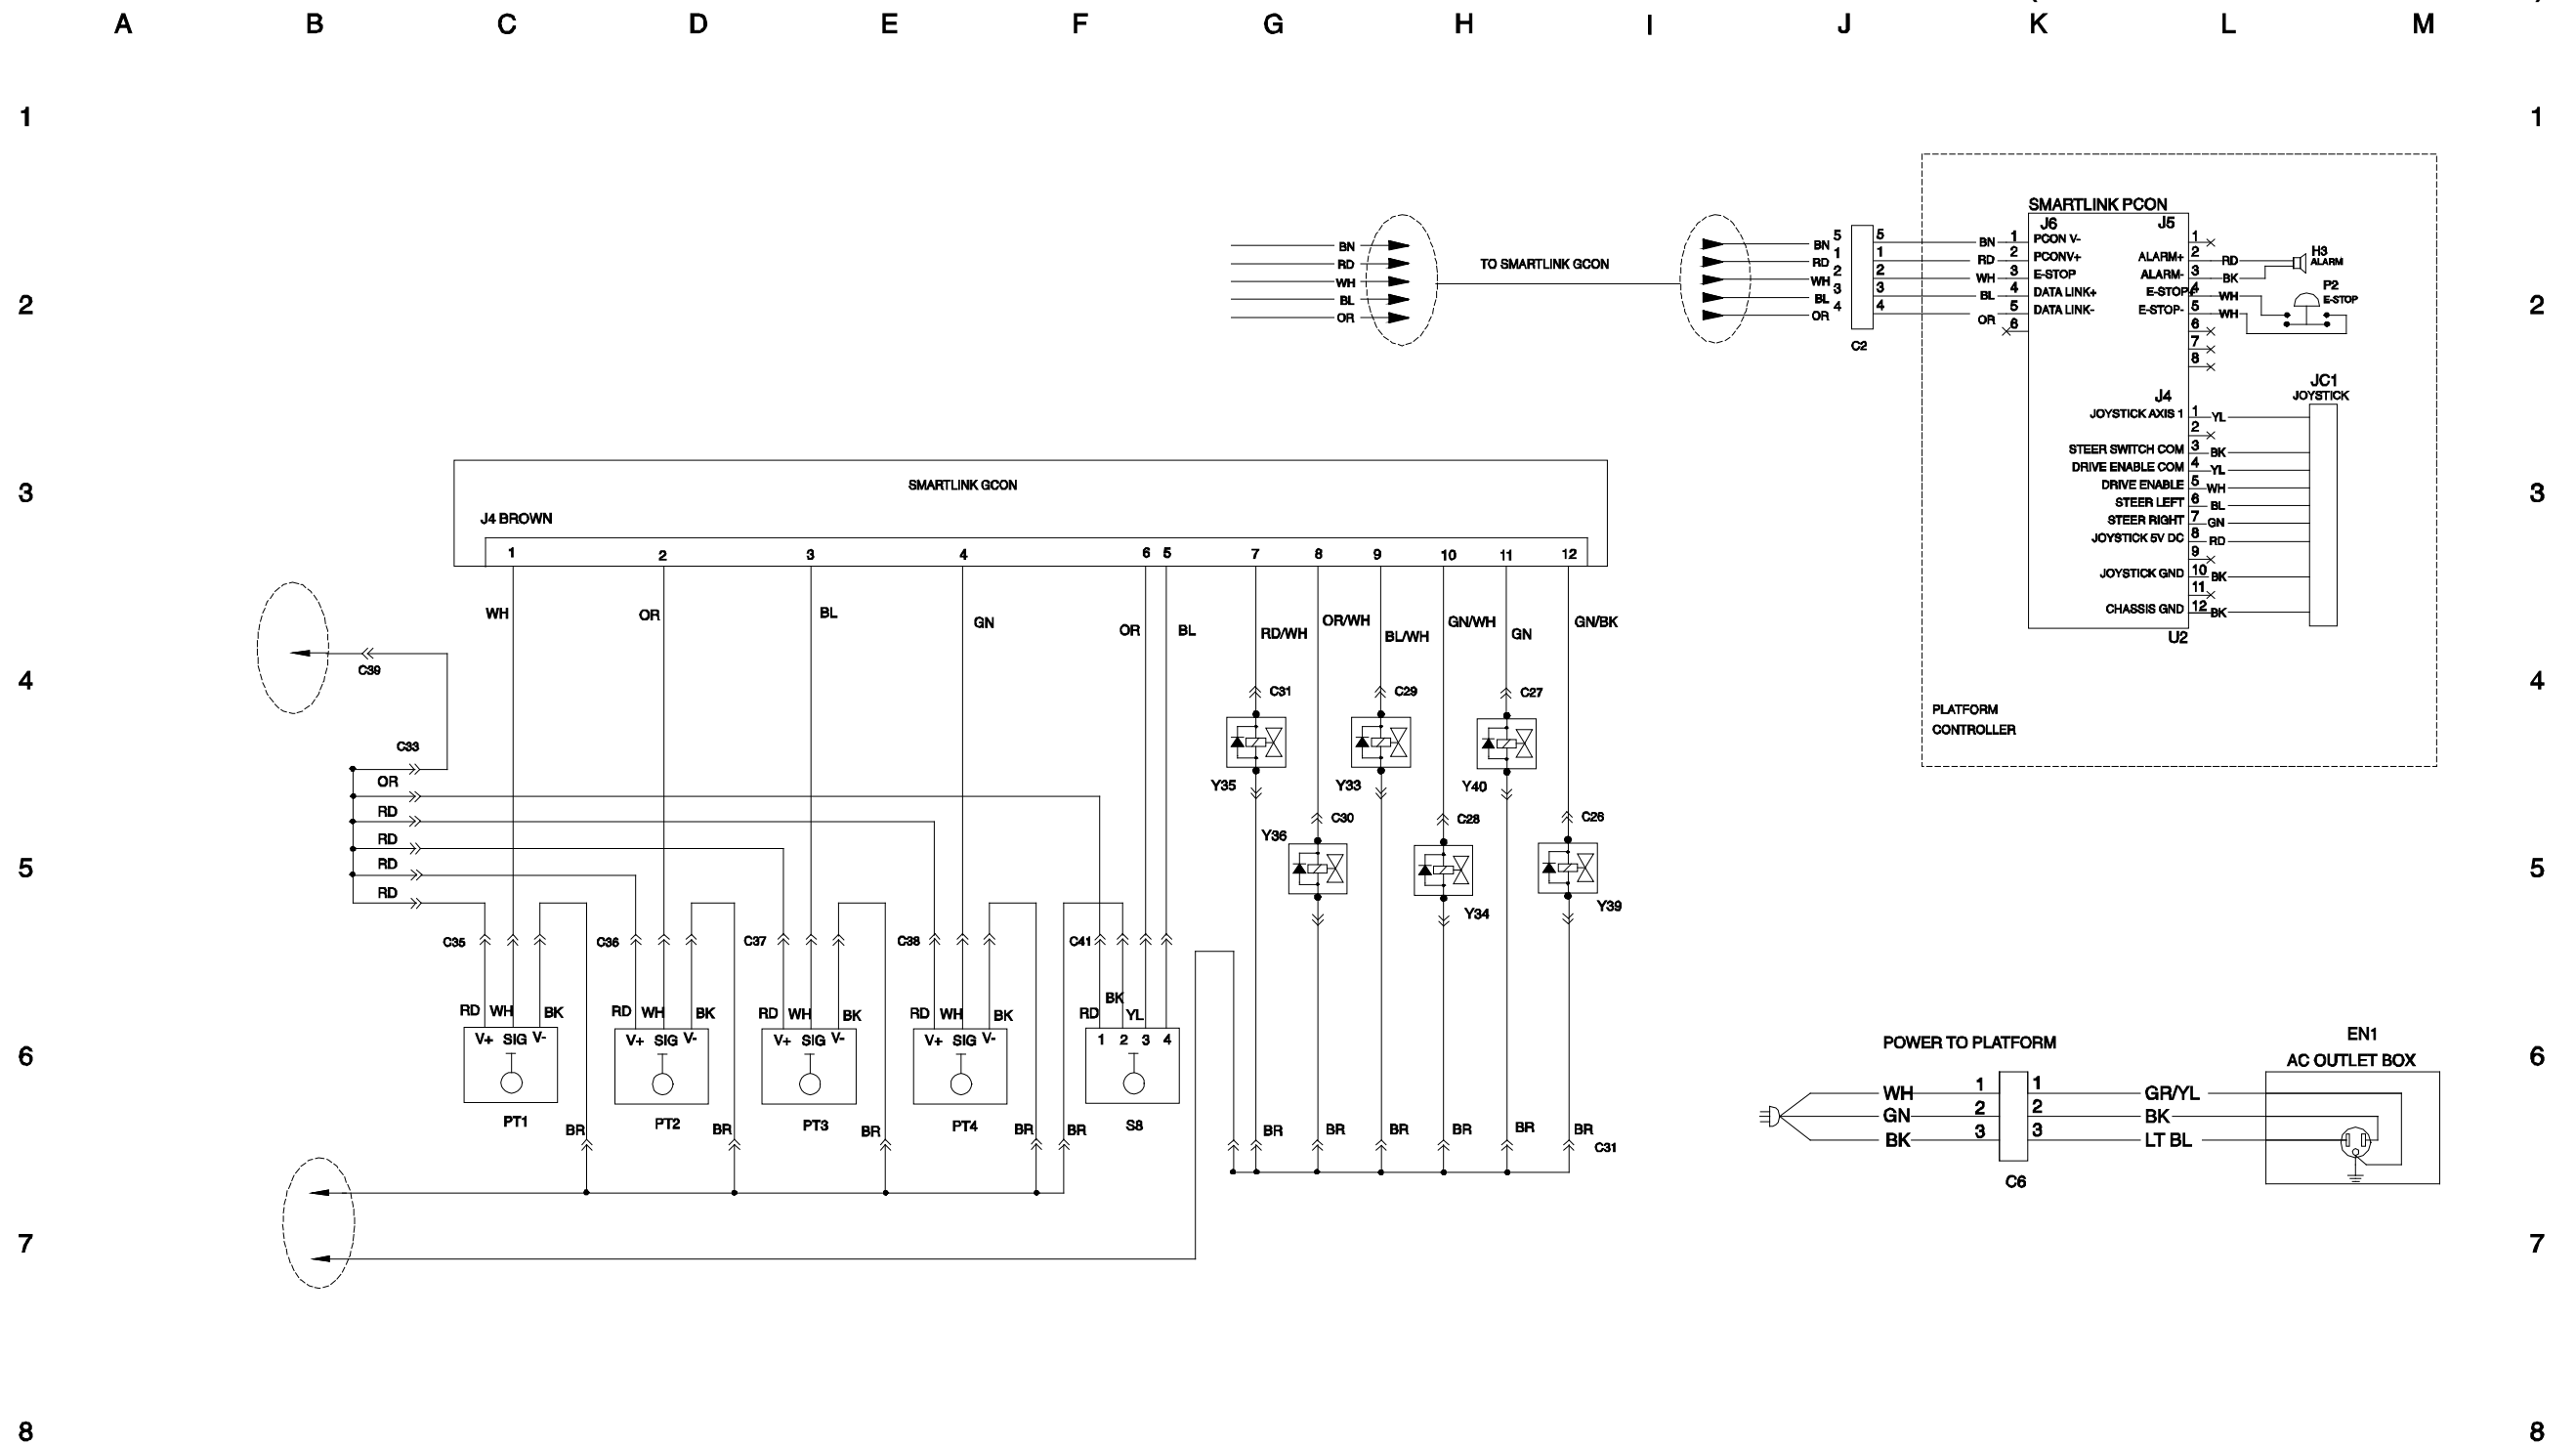 A B C D E F G H I J K L M
1 1
2 2
3 3
4 4
5 5
6 6
7 7
8 8
BN
RD
WH
BL
OR
TO SMARTLINK GCON
BN 5 5 BN
RD 1 1 RD
WH 2 2 WH
BL 3 3 BL
OR 4 4 OR
C2
SMARTLINK PCON
J6 J5
1 PCON V-
2 PCONV+
3 E-STOP
4 DATA LINK+
5 DATA LINK-
6
1
ALARM+ 2 RD
ALARM- 3 BK
E-STOP+ 4 WH
E-STOP- 5 WH
6
7
8
H3
ALARM
P2
E-STOP
JC1
JOYSTICK
J4
JOYSTICK AXIS 1 1 YL
2
STEER SWITCH COM 3 BK
DRIVE ENABLE COM 4 YL
DRIVE ENABLE 5 WH
STEER LEFT 6 BL
STEER RIGHT 7 GN
JOYSTICK 5V DC 8 RD
9
JOYSTICK GND 10 BK
11
CHASSIS GND 12 BK
U2
PLATFORM
CONTROLLER
SMARTLINK GCON
J4 BROWN
1 2 3 4 6 5 7 8 9 10 11 12
WH OR BL GN OR BL RD/WH OR/WH BL/WH GN/WH GN GN/BK
C39
C33
OR
RD
RD
RD
RD
C31 C29 C27
Y35 Y33 Y40
C30 C28 C26
Y36 Y34 Y39
C35 C36 C37 C38 C41
RD WH BK RD WH BK RD WH BK RD WH BK RD BK YL
V+ SIG V- V+ SIG V- V+ SIG V- V+ SIG V- 1 2 3 4
PT1 PT2 PT3 PT4 S8
BR BR BR BR BR BR BR BR BR BR BR
C31
POWER TO PLATFORM
WH 1 1 GR/YL
GN 2 2 BK
BK 3 3 LT BL
C6
EN1
AC OUTLET BOX